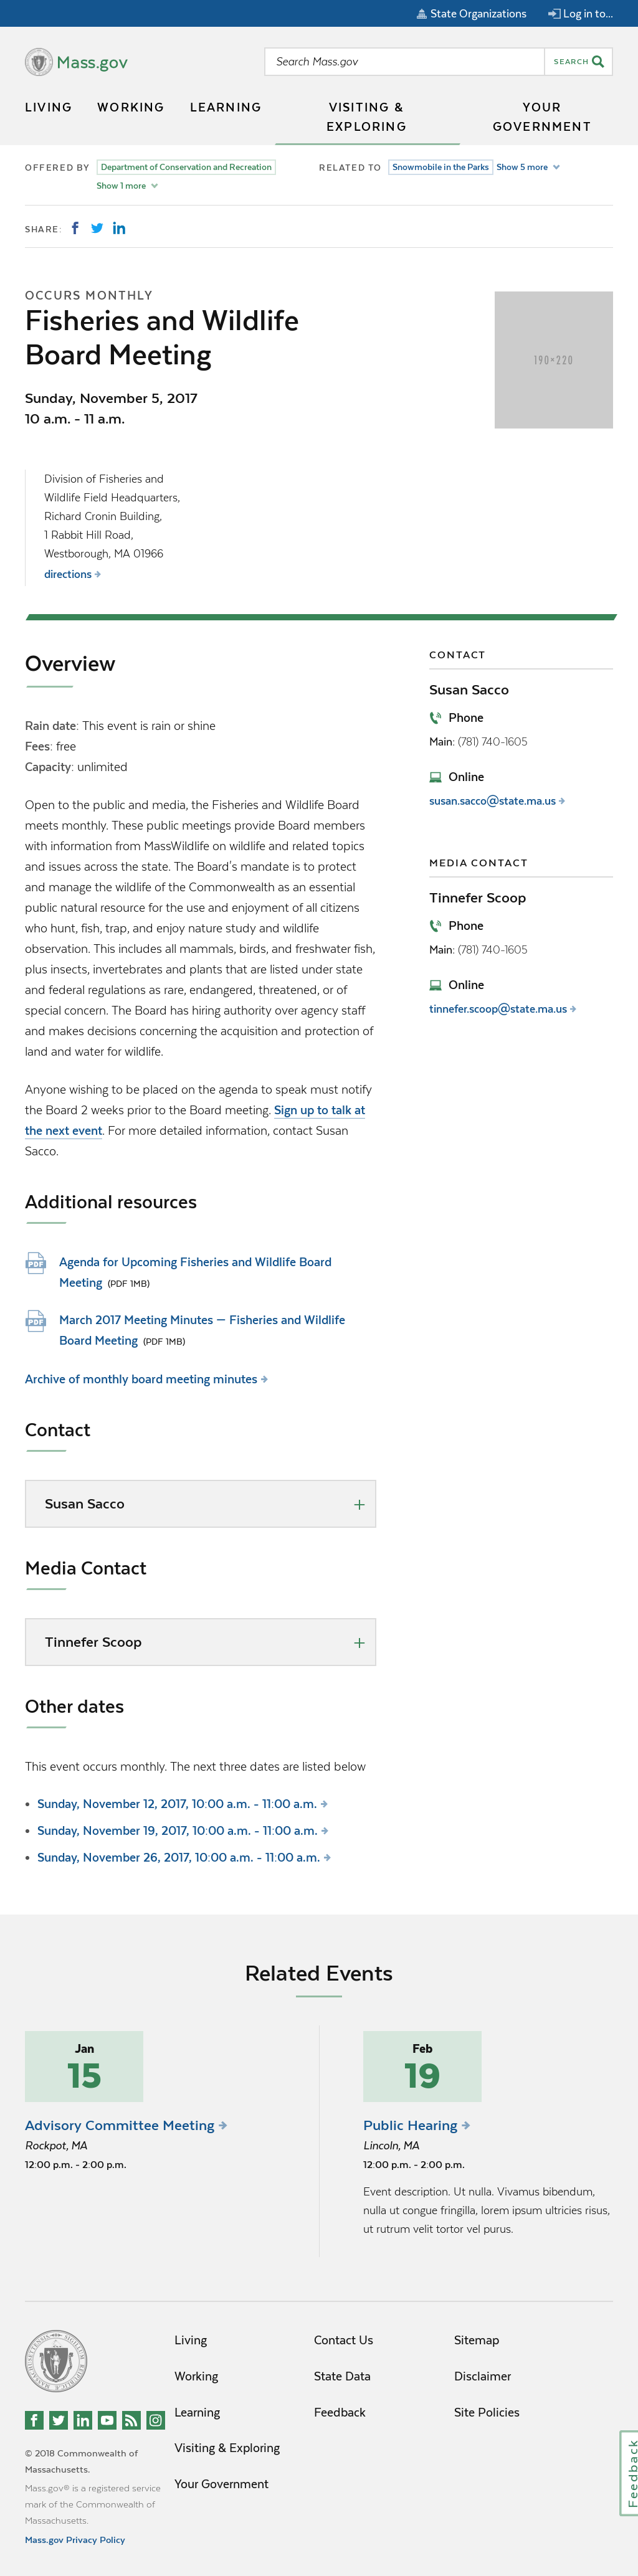 State Organizations Log in to...
Mass.gov
Search Mass.gov SEARCH
LIVING WORKING LEARNING VISITING & EXPLORING YOUR GOVERNMENT
OFFERED BY Department of Conservation and Recreation
Show 1 more
RELATED TO Snowmobile in the Parks Show 5 more
SHARE:
OCCURS MONTHLY
Fisheries and Wildlife
Board Meeting
190×220
Sunday, November 5, 2017
10 a.m. - 11 a.m.
Division of Fisheries and
Wildlife Field Headquarters,
Richard Cronin Building,
1 Rabbit Hill Road,
Westborough, MA 01966
directions
Overview
Rain date: This event is rain or shine
Fees: free
Capacity: unlimited
Open to the public and media, the Fisheries and Wildlife Board
meets monthly. These public meetings provide Board members
with information from MassWildlife on wildlife and related topics
and issues across the state. The Board's mandate is to protect
and manage the wildlife of the Commonwealth as an essential
public natural resource for the use and enjoyment of all citizens
who hunt, fish, trap, and enjoy nature study and wildlife
observation. This includes all mammals, birds, and freshwater fish,
plus insects, invertebrates and plants that are listed under state
and federal regulations as rare, endangered, threatened, or of
special concern. The Board has hiring authority over agency staff
and makes decisions concerning the acquisition and protection of
land and water for wildlife.
Anyone wishing to be placed on the agenda to speak must notify
the Board 2 weeks prior to the Board meeting. Sign up to talk at
the next event. For more detailed information, contact Susan
Sacco.
Additional resources
PDF
Agenda for Upcoming Fisheries and Wildlife Board
Meeting (PDF 1MB)
PDF
March 2017 Meeting Minutes — Fisheries and Wildlife
Board Meeting (PDF 1MB)
Archive of monthly board meeting minutes
Contact
Susan Sacco
Media Contact
Tinnefer Scoop
Other dates
This event occurs monthly. The next three dates are listed below
• Sunday, November 12, 2017, 10:00 a.m. - 11:00 a.m.
• Sunday, November 19, 2017, 10:00 a.m. - 11:00 a.m.
• Sunday, November 26, 2017, 10:00 a.m. - 11:00 a.m.
CONTACT
Susan Sacco
Phone
Main: (781) 740-1605
Online
susan.sacco@state.ma.us
MEDIA CONTACT
Tinnefer Scoop
Phone
Main: (781) 740-1605
Online
tinnefer.scoop@state.ma.us
Related Events
Jan
15
Advisory Committee Meeting
Rockpot, MA
12:00 p.m. - 2:00 p.m.
Feb
19
Public Hearing
Lincoln, MA
12:00 p.m. - 2:00 p.m.
Event description. Ut nulla. Vivamus bibendum,
nulla ut congue fringilla, lorem ipsum ultricies risus,
ut rutrum velit tortor vel purus.
© 2018 Commonwealth of
Massachusetts.
Mass.gov® is a registered service
mark of the Commonwealth of
Massachusetts.
Mass.gov Privacy Policy
Living
Working
Learning
Visiting & Exploring
Your Government
Contact Us
State Data
Feedback
Sitemap
Disclaimer
Site Policies
Feedback